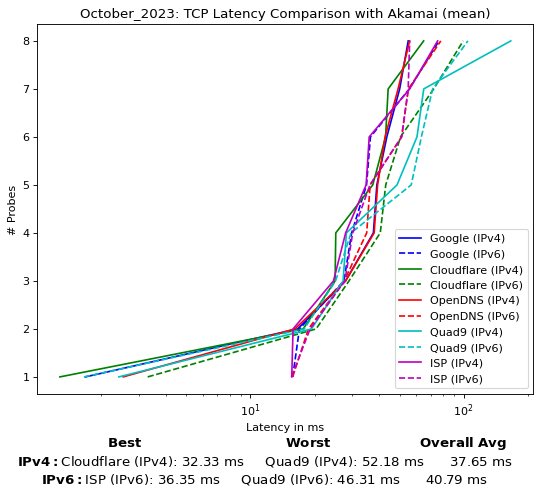 October_2023: TCP Latency Comparison with Akamai (mean)
8
7
6
5
4
3
2
1
# Probes
Google (IPv4)
Google (IPv6)
Cloudflare (IPv4)
Cloudflare (IPv6)
OpenDNS (IPv4)
OpenDNS (IPv6)
Quad9 (IPv4)
Quad9 (IPv6)
ISP (IPv4)
ISP (IPv6)
10¹ 10²
Latency in ms
Best Worst Overall Avg
IPv4: Cloudflare (IPv4): 32.33 ms Quad9 (IPv4): 52.18 ms 37.65 ms
IPv6: ISP (IPv6): 36.35 ms Quad9 (IPv6): 46.31 ms 40.79 ms